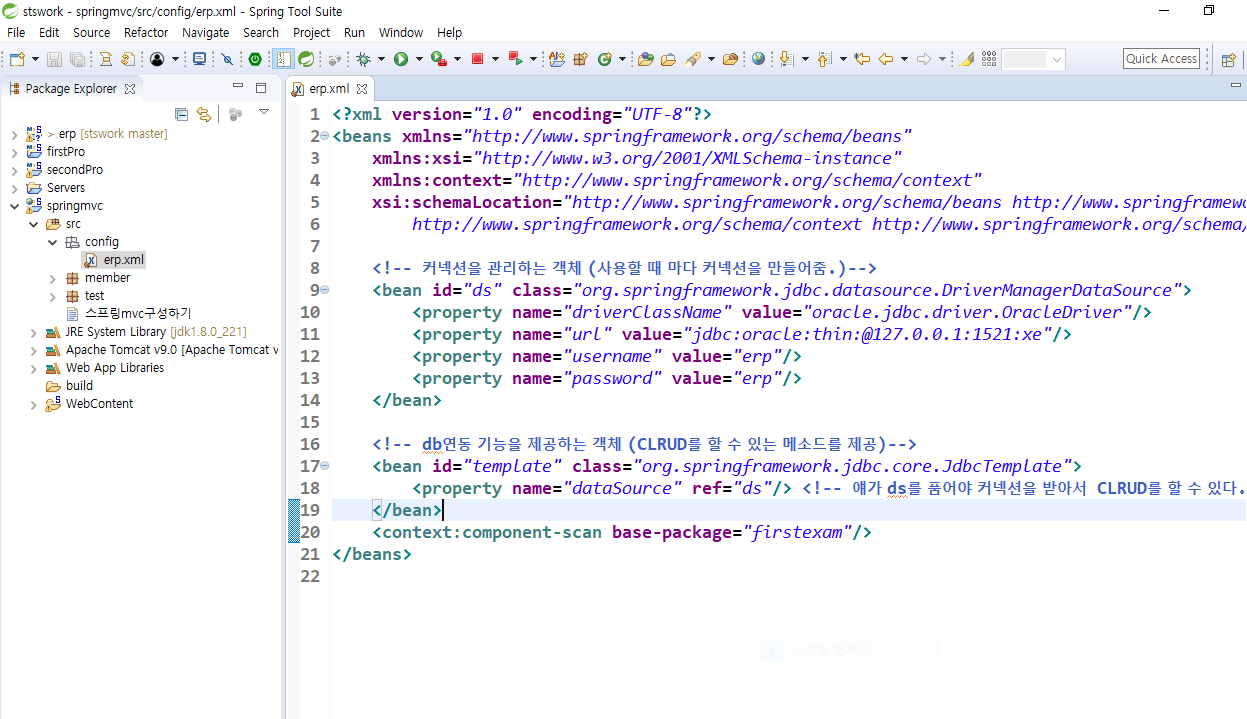 stswork - springmvc/src/config/erp.xml - Spring Tool Suite
File Edit Source Refactor Navigate Search Project Run Window Help
Quick Access
Package Explorer
erp.xml
> erp [stswork master]
firstPro
secondPro
Servers
springmvc
src
config
erp.xml
member
test
스프링mvc구성하기
JRE System Library [jdk1.8.0_221]
Apache Tomcat v9.0 [Apache Tomcat v
Web App Libraries
build
WebContent
1 <?xml version="1.0" encoding="UTF-8"?>
2 <beans xmlns="http://www.springframework.org/schema/beans"
3 xmlns:xsi="http://www.w3.org/2001/XMLSchema-instance"
4 xmlns:context="http://www.springframework.org/schema/context"
5 xsi:schemaLocation="http://www.springframework.org/schema/beans http://www.springframew
6 http://www.springframework.org/schema/context http://www.springframework.org/schema/
7
8 <!-- 커넥션을 관리하는 객체 (사용할 때 마다 커넥션을 만들어줌.)-->
9 <bean id="ds" class="org.springframework.jdbc.datasource.DriverManagerDataSource">
10 <property name="driverClassName" value="oracle.jdbc.driver.OracleDriver"/>
11 <property name="url" value="jdbc:oracle:thin:@127.0.0.1:1521:xe"/>
12 <property name="username" value="erp"/>
13 <property name="password" value="erp"/>
14 </bean>
15
16 <!-- db연동 기능을 제공하는 객체 (CLRUD를 할 수 있는 메소드를 제공)-->
17 <bean id="template" class="org.springframework.jdbc.core.JdbcTemplate">
18 <property name="dataSource" ref="ds"/> <!-- 얘가 ds를 품어야 커넥션을 받아서 CLRUD를 할 수 있다.
19 </bean>
20 <context:component-scan base-package="firstexam"/>
21 </beans>
22